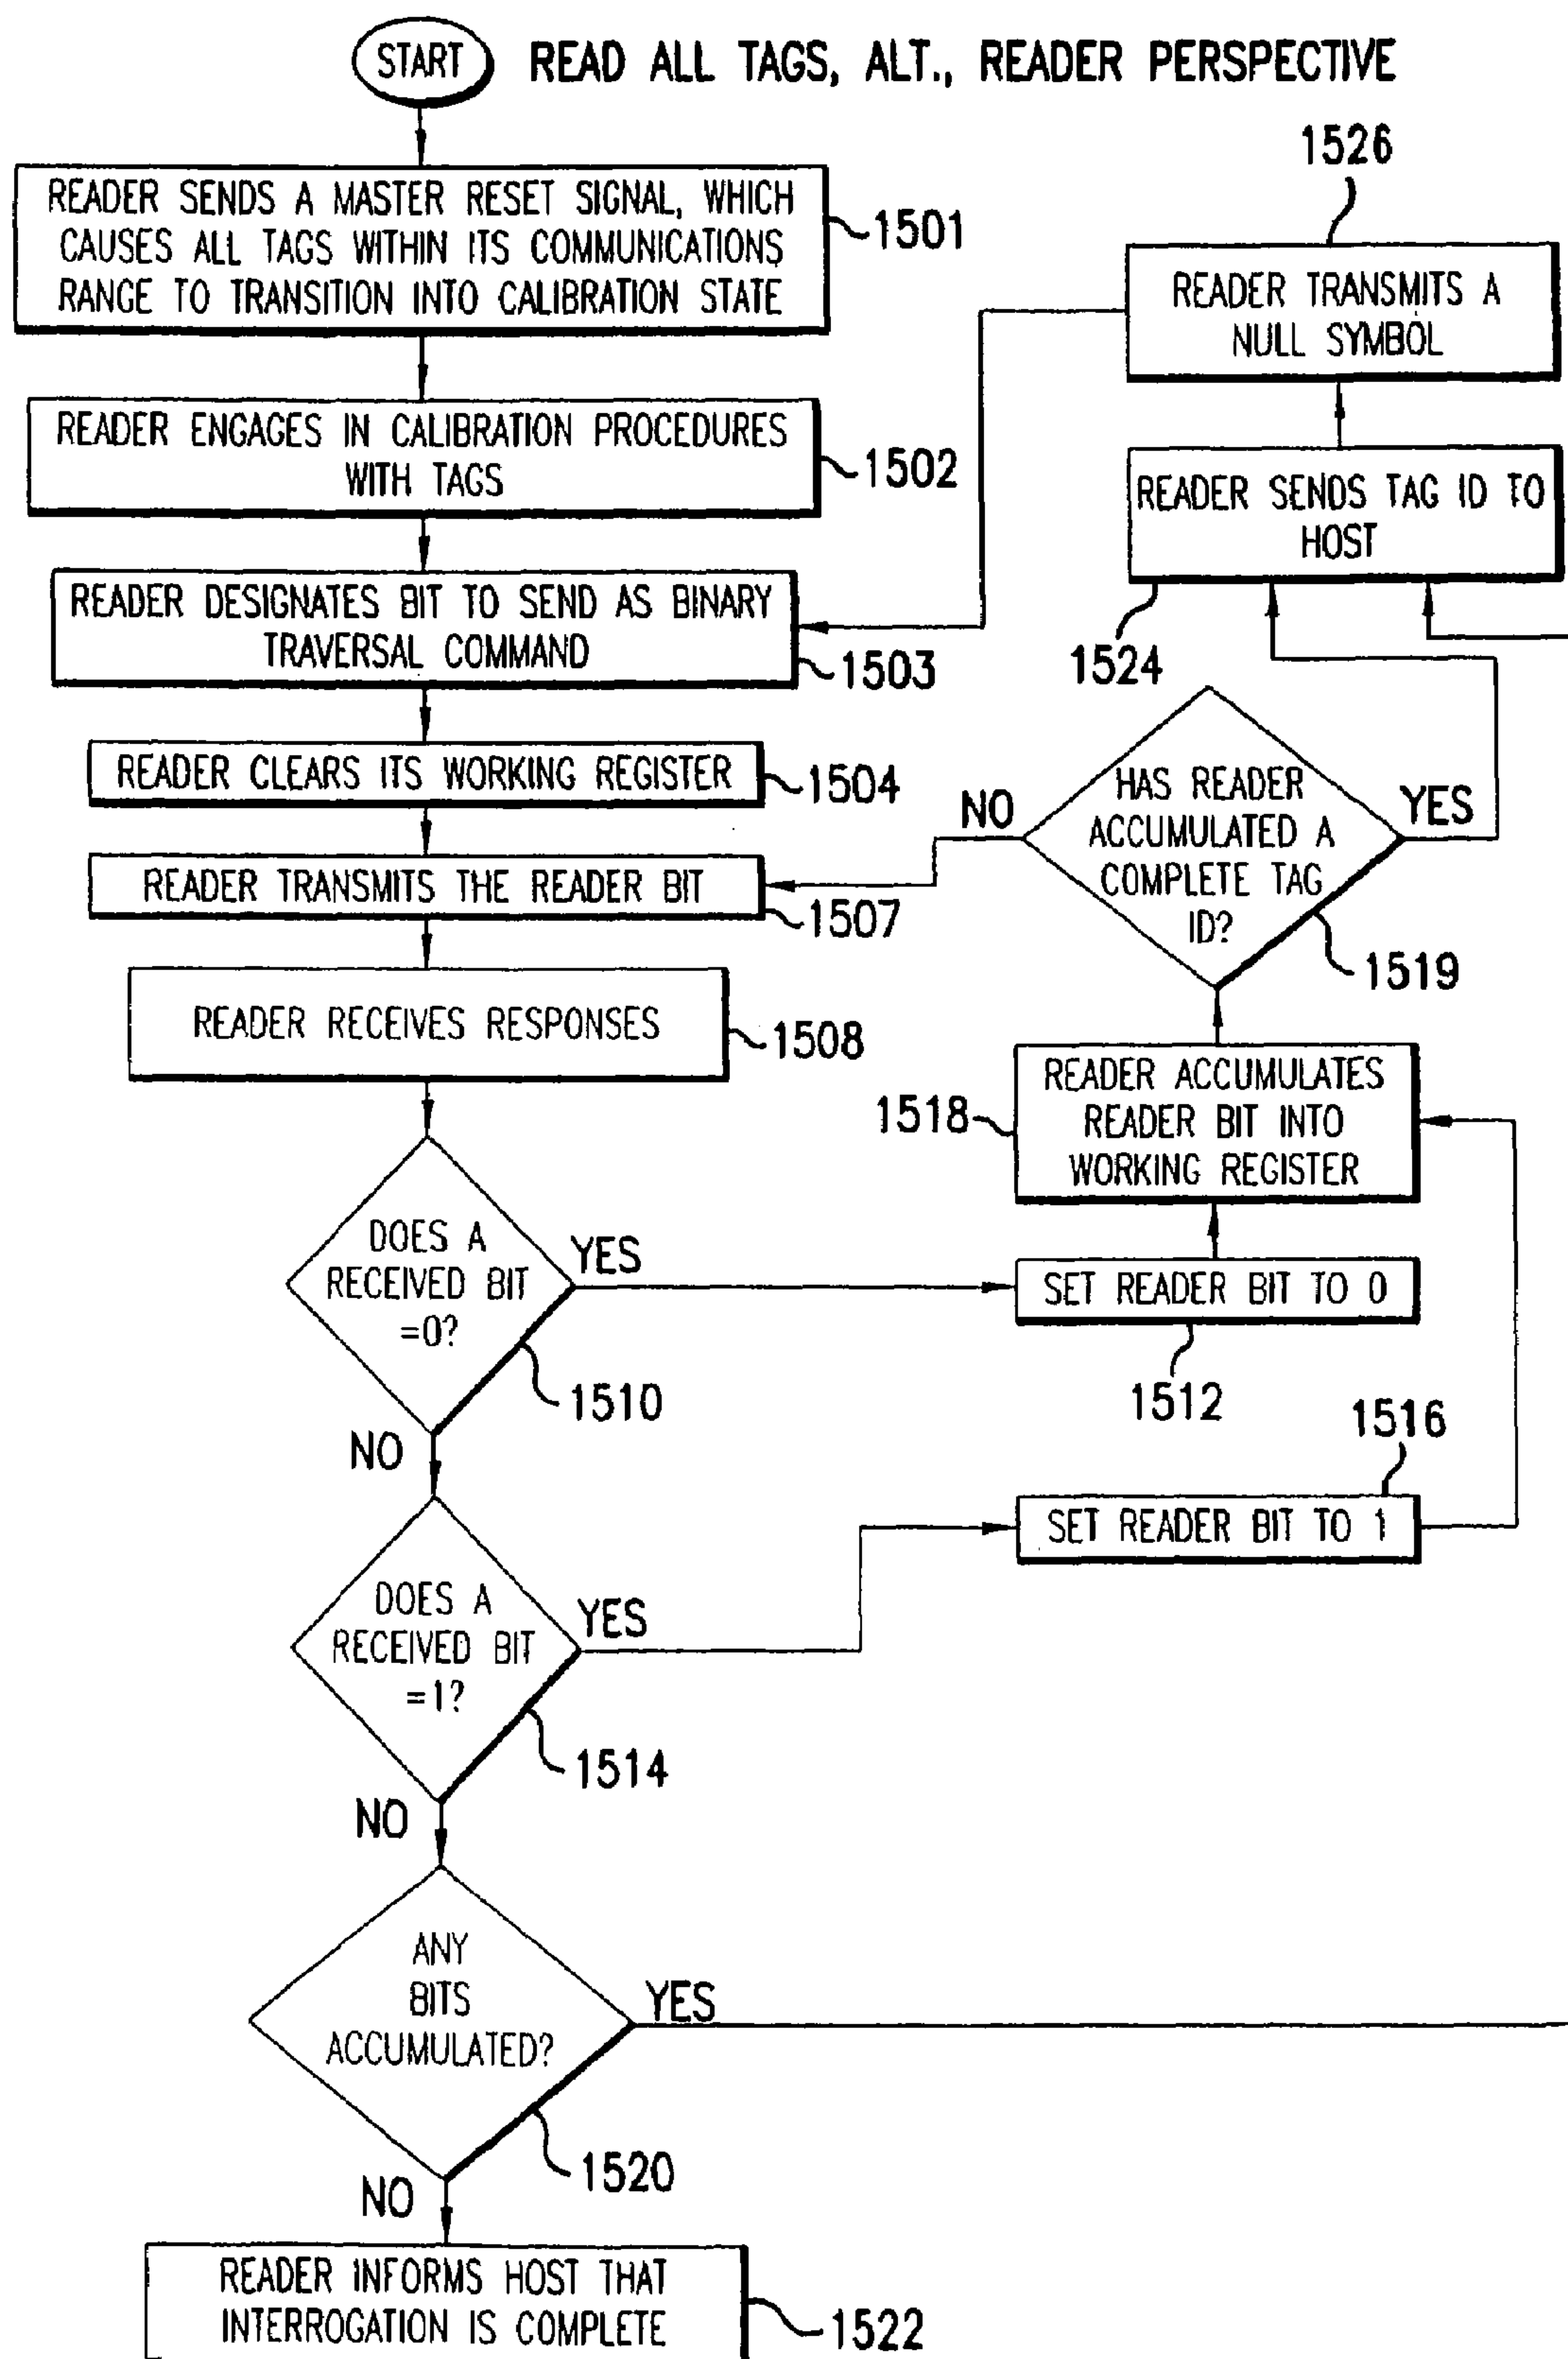 START
READ ALL TAGS, ALT., READER PERSPECTIVE
READER SENDS A MASTER RESET SIGNAL, WHICH
CAUSES ALL TAGS WITHIN ITS COMMUNICATIONS
RANGE TO TRANSITION INTO CALIBRATION STATE
1501
READER ENGAGES IN CALIBRATION PROCEDURES
WITH TAGS
1502
READER DESIGNATES BIT TO SEND AS BINARY
TRAVERSAL COMMAND
1503
READER CLEARS ITS WORKING REGISTER
1504
READER TRANSMITS THE READER BIT
1507
READER RECEIVES RESPONSES
1508
DOES A
RECEIVED BIT
=0?
YES
1510
NO
DOES A
RECEIVED BIT
=1?
YES
1514
NO
ANY
BITS
ACCUMULATED?
YES
1520
NO
READER INFORMS HOST THAT
INTERROGATION IS COMPLETE
1522
1526
READER TRANSMITS A
NULL SYMBOL
READER SENDS TAG ID TO
HOST
1524
HAS READER
ACCUMULATED A
COMPLETE TAG
ID?
NO
YES
1519
READER ACCUMULATES
READER BIT INTO
WORKING REGISTER
1518
SET READER BIT TO 0
1512
1516
SET READER BIT TO 1